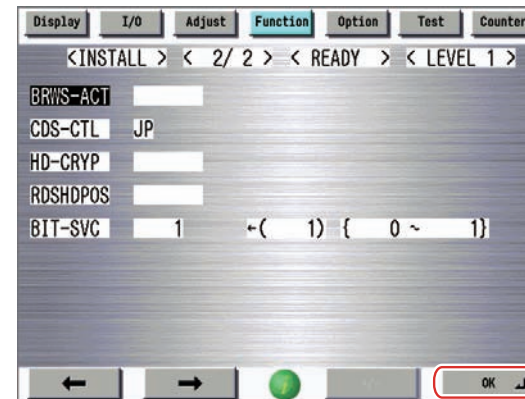 Display I/O Adjust Function Option Test Counter
<INSTALL > < 2/ 2 > < READY > < LEVEL 1 >
BRWS-ACT
CDS-CTL JP
HD-CRYP
RDSHDPOS
BIT-SVC 1 ←( 1) { 0 ~ 1}
← → OK